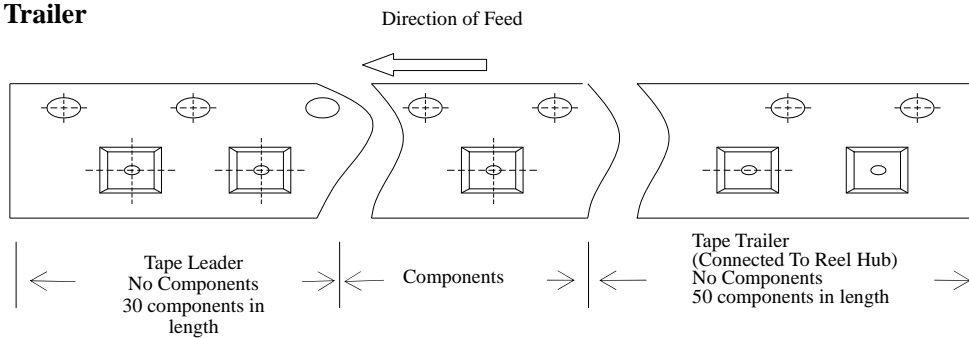 Trailer
Direction of Feed
Tape Leader
No Components
30 components in
length
Components
Tape Trailer
(Connected To Reel Hub)
No Components
50 components in length